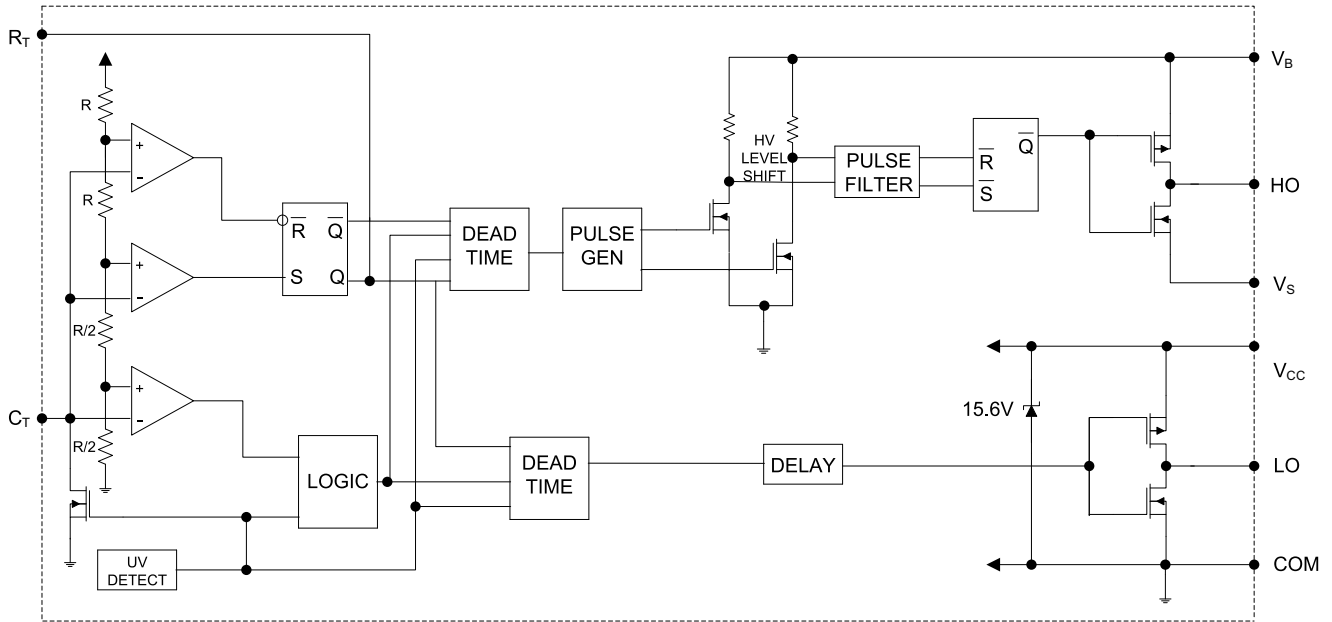 R_T
V_B
R
+
-
HV
LEVEL
SHIFT
PULSE
FILTER
R̅
S̅
Q̅
HO
R
R̅
S
Q̅
Q
DEAD
TIME
PULSE
GEN
+
-
V_S
R/2
V_CC
+
-
C_T
R/2
15.6V
LOGIC
DEAD
TIME
DELAY
LO
UV
DETECT
COM